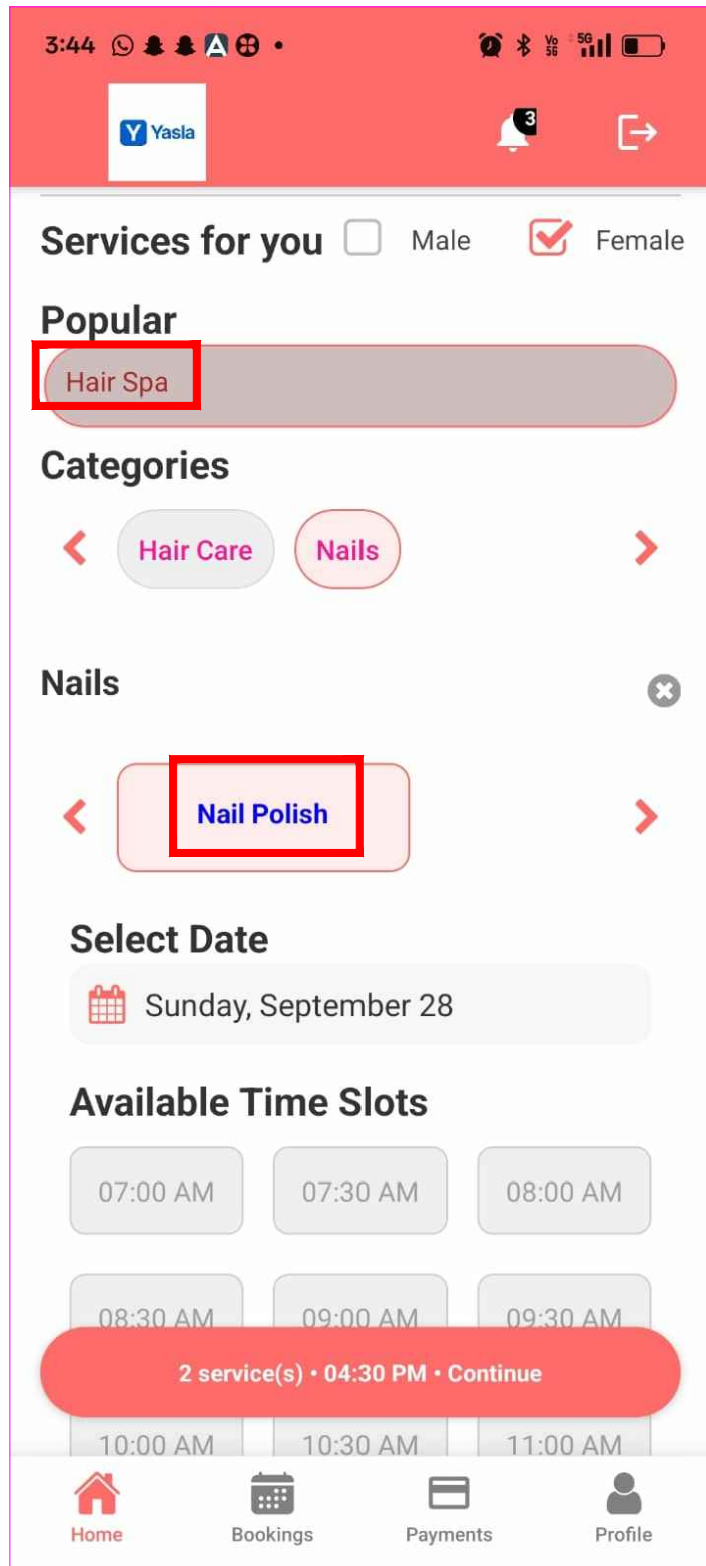 3:44 Vo 5G 5G
Y Yasla 3
Services for you Male Female
Popular
Hair Spa
Categories
Hair Care Nails
Nails
Nail Polish
Select Date
Sunday, September 28
Available Time Slots
07:00 AM 07:30 AM 08:00 AM
08:30 AM 09:00 AM 09:30 AM
2 service(s) • 04:30 PM • Continue
10:00 AM 10:30 AM 11:00 AM
Home Bookings Payments Profile